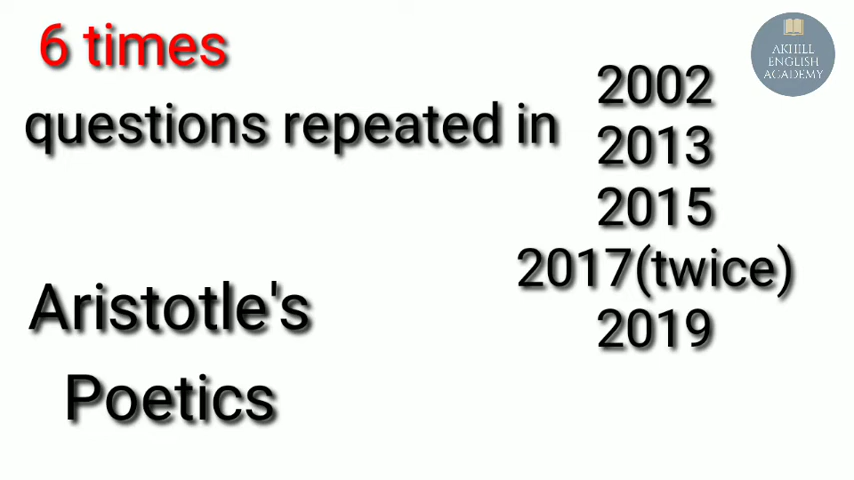 6 times
questions repeated in
2002
2013
2015
2017(twice)
2019
Aristotle's
Poetics
AKHILL
ENGLISH
ACADEMY